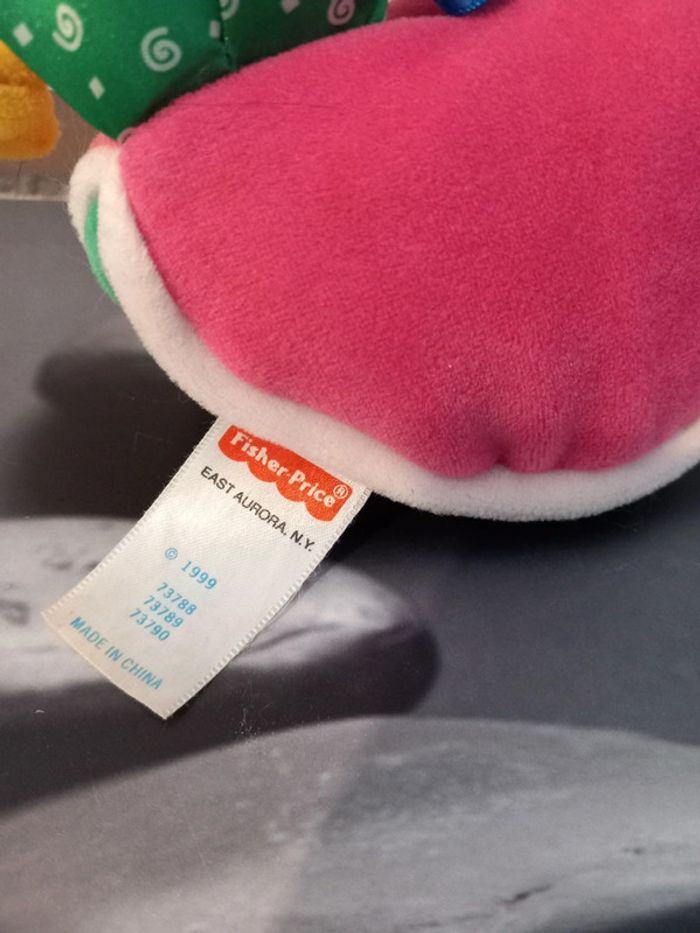 Fisher-Price®
EAST AURORA, N.Y.
© 1999
73788
73789
73790
MADE IN CHINA